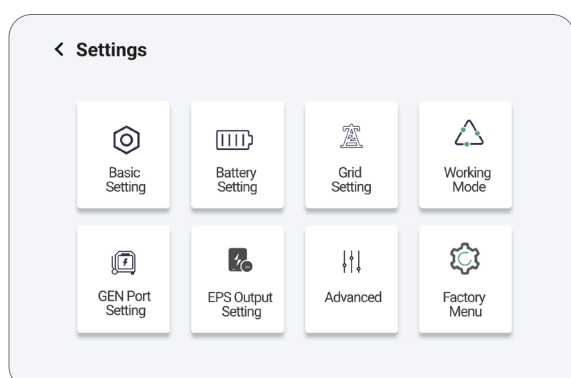 Settings
Basic
Setting
Battery
Setting
Grid
Setting
Working
Mode
GEN Port
Setting
EPS Output
Setting
Advanced
Factory
Menu